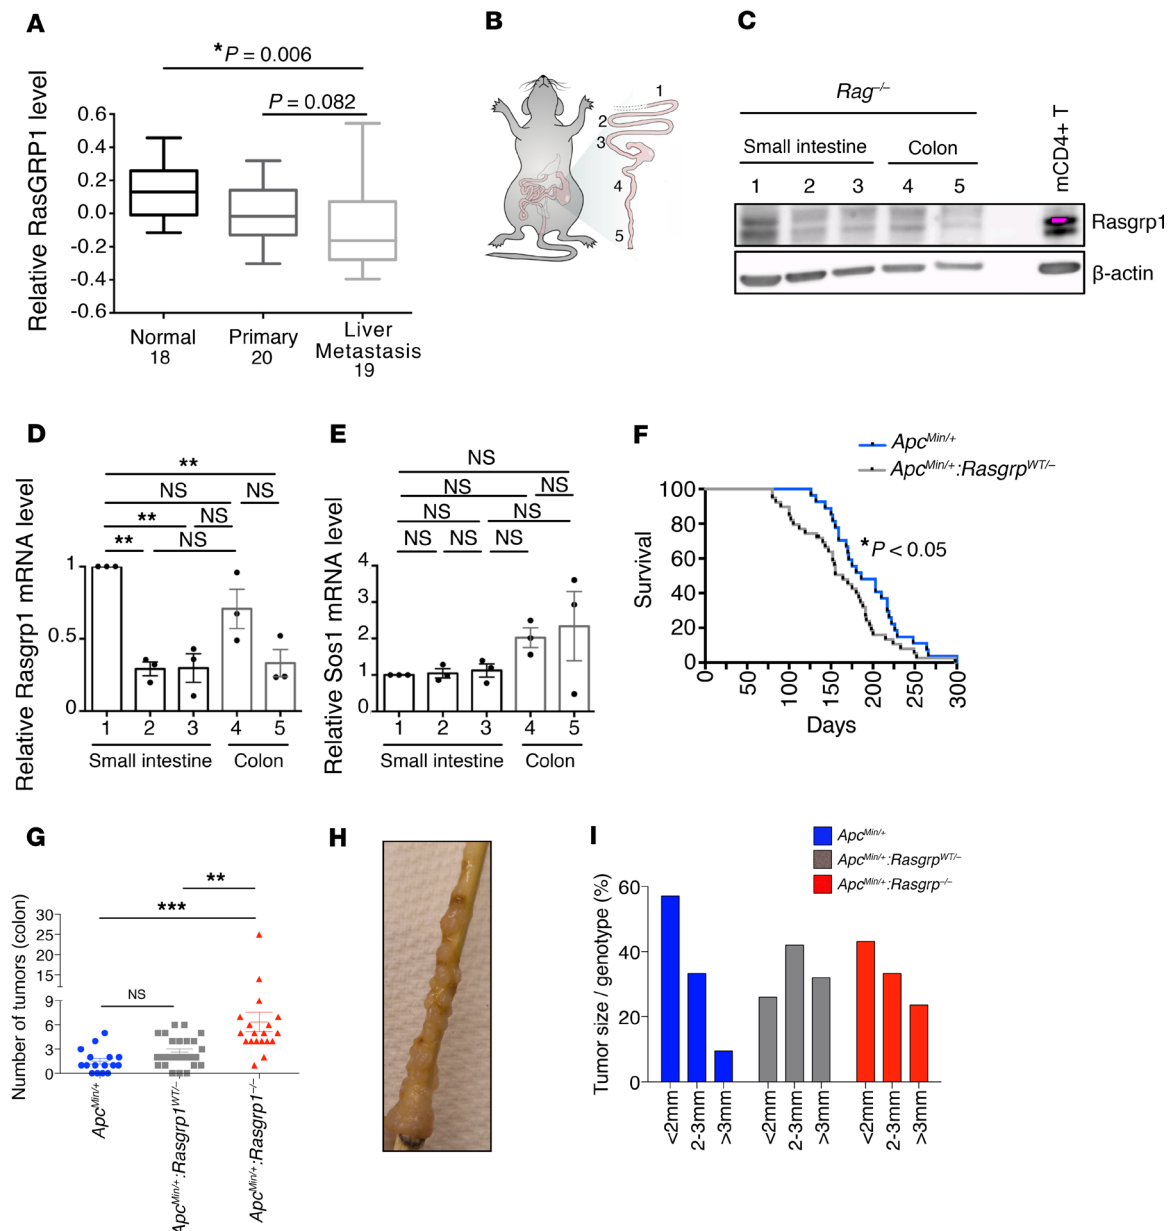 A
*P = 0.006
P = 0.082
Relative RasGRP1 level
0.6
0.4
0.2
0.0
-0.2
-0.4
-0.6
Normal
18
Primary
20
Liver
Metastasis
19
B
1
2
3
4
5
C
Rag–/–
Small intestine
Colon
1 2 3 4 5
mCD4+ T
Rasgrp1
β-actin
D
**
NS NS
** NS
** NS
Relative Rasgrp1 mRNA level
1
0.5
0
1 2 3 4 5
Small intestine Colon
E
NS
NS NS
NS NS
NS NS NS
Relative Sos1 mRNA level
4
3
2
1
0
1 2 3 4 5
Small intestine Colon
F
ApcMin/+
ApcMin/+:RasgrpWT/–
Survival
100
80
60
40
20
0
*P < 0.05
0 50 100 150 200 250 300
Days
G
**
***
NS
Number of tumors (colon)
30
25
20
15
12
9
6
3
0
ApcMin/+
ApcMin/+:Rasgrp1WT/–
ApcMin/+:Rasgrp1–/–
H
I
ApcMin/+
ApcMin/+:RasgrpWT/–
ApcMin/+:Rasgrp–/–
Tumor size / genotype (%)
60
40
20
0
<2mm 2-3mm >3mm <2mm 2-3mm >3mm <2mm 2-3mm >3mm